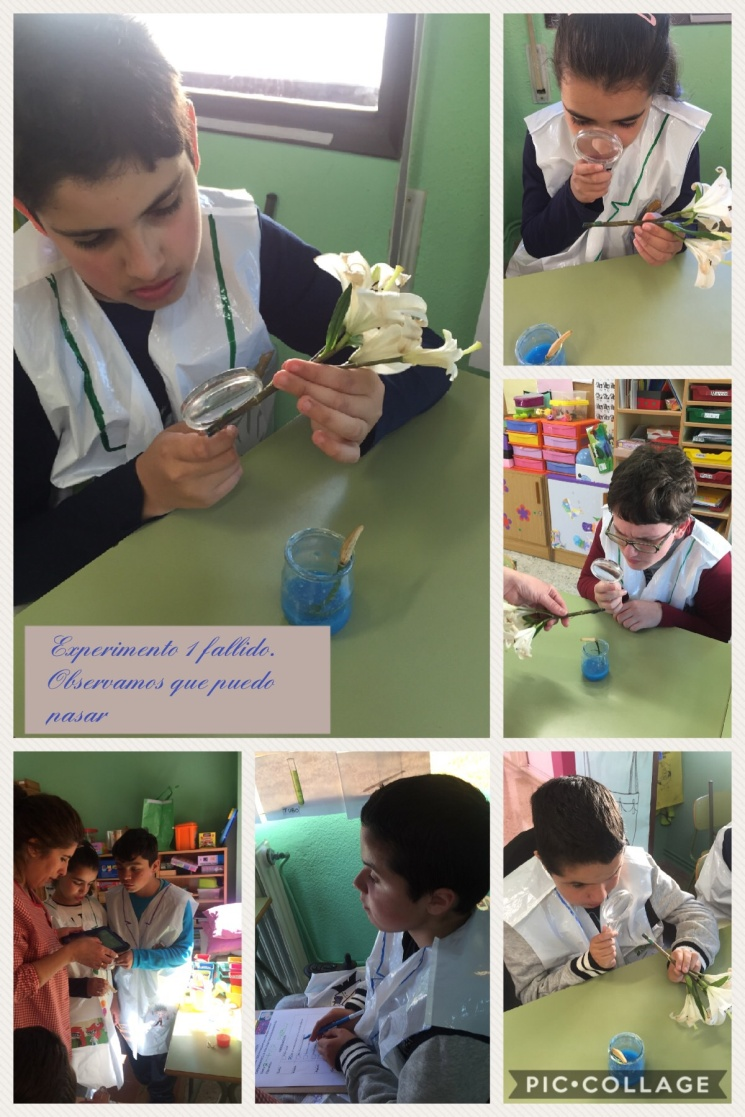 Experimento 1 fallido.
Observamos que puedo
pasar
PIC•COLLAGE